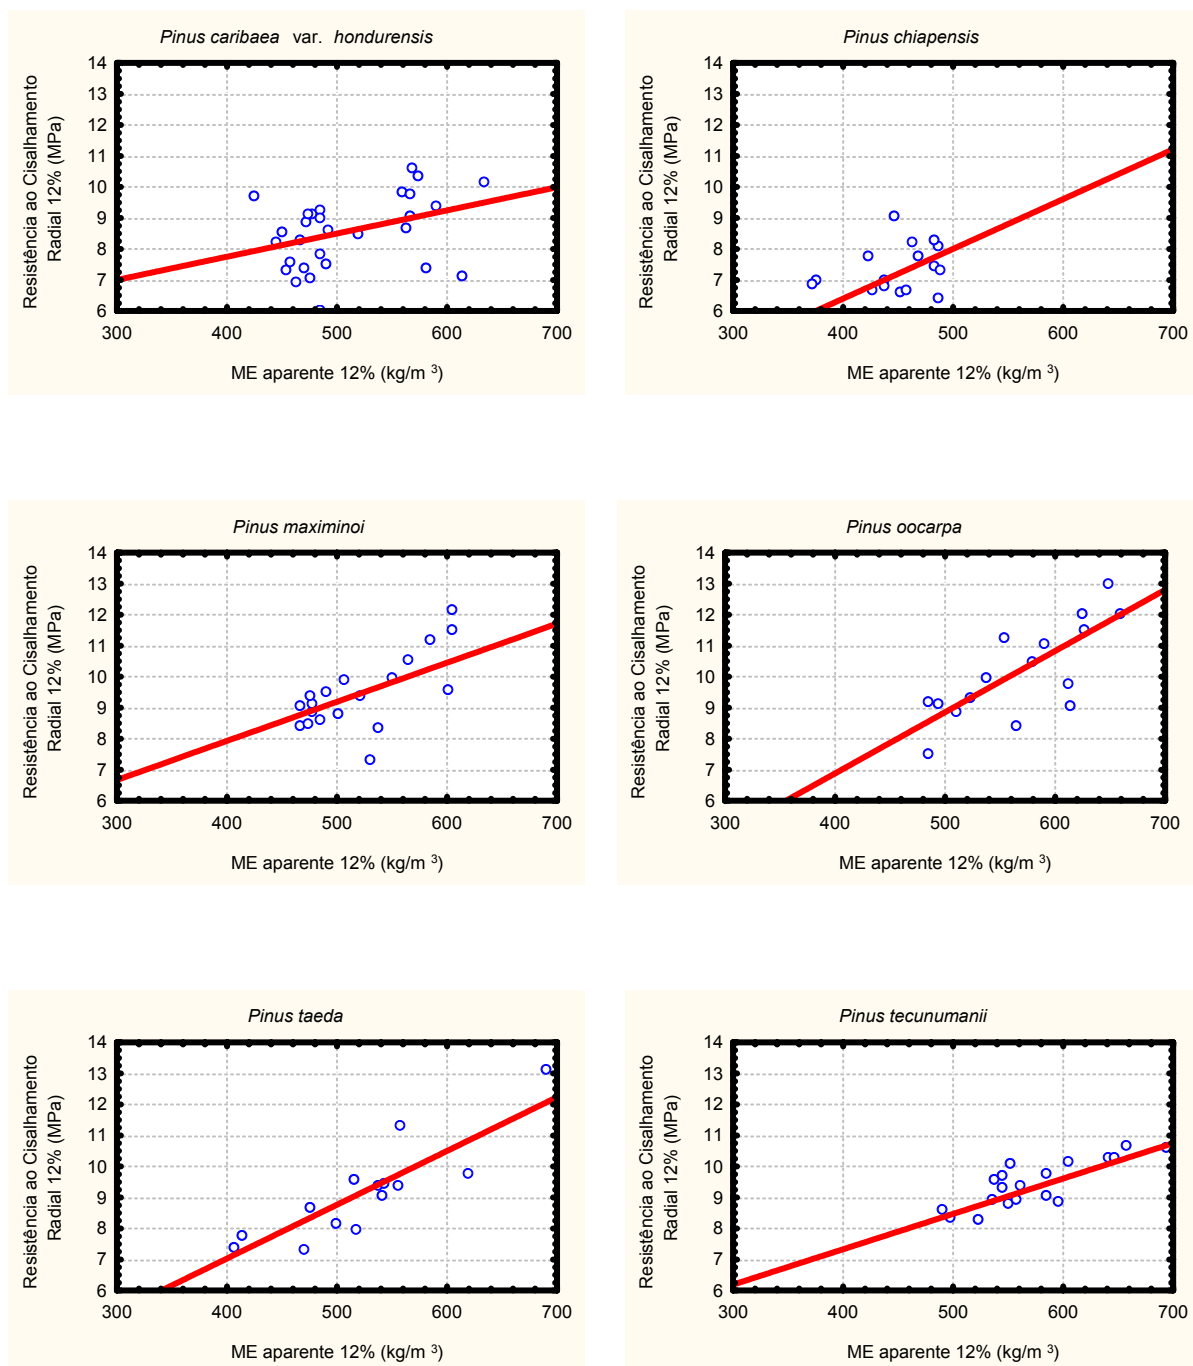 Pinus caribaea var. hondurensis
Resistência ao Cisalhamento
Radial 12% (MPa)
14
13
12
11
10
9
8
7
6
300 400 500 600 700
ME aparente 12% (kg/m ³)
Pinus chiapensis
Resistência ao Cisalhamento
Radial 12% (MPa)
14
13
12
11
10
9
8
7
6
300 400 500 600 700
ME aparente 12% (kg/m ³)
Pinus maximinoi
Resistência ao Cisalhamento
Radial 12% (MPa)
14
13
12
11
10
9
8
7
6
300 400 500 600 700
ME aparente 12% (kg/m ³)
Pinus oocarpa
Resistência ao Cisalhamento
Radial 12% (MPa)
14
13
12
11
10
9
8
7
6
300 400 500 600 700
ME aparente 12% (kg/m ³)
Pinus taeda
Resistência ao Cisalhamento
Radial 12% (MPa)
14
13
12
11
10
9
8
7
6
300 400 500 600 700
ME aparente 12% (kg/m ³)
Pinus tecunumanii
Resistência ao Cisalhamento
Radial 12% (MPa)
14
13
12
11
10
9
8
7
6
300 400 500 600 700
ME aparente 12% (kg/m ³)